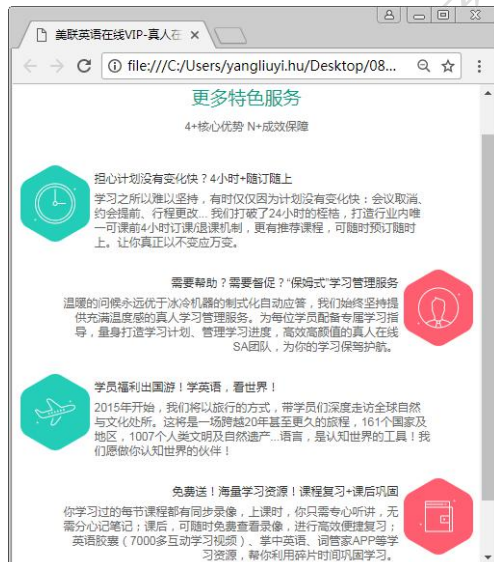 美联英语在线VIP-真人在
file:///C:/Users/yangliuyi.hu/Desktop/08...
更多特色服务
4+核心优势 N+成效保障
担心计划没有变化快？4小时+随订随上
学习之所以难以坚持，有时仅仅因为计划没有变化快：会议取消、
约会提前、行程更改... 我们打破了24小时的桎梏，打造行业内唯
一可课前4小时订课/退课机制，更有推荐课程，可随时预订随时
上。让你真正以不变应万变。
需要帮助？需要督促？“保姆式”学习管理服务
温暖的问候永远优于冰冷机器的制式化自动应答，我们始终坚持提
供充满温度感的真人学习管理服务。为每位学员配备专属学习指
导，量身打造学习计划、管理学习进度，高效高颜值的真人在线
SA团队，为你的学习保驾护航。
学员福利出国游！学英语，看世界！
2015年开始，我们将以旅行的方式，带学员们深度走访全球自然
与文化处所。这将是一场跨越20年甚至更久的旅程，161个国家及
地区，1007个人类文明及自然遗产...语言，是认知世界的工具！我
们愿做你认知世界的伙伴！
免费送！海量学习资源！课程复习+课后巩固
你学习过的每节课程都有同步录像，上课时，你只需专心听讲，无
需分心记笔记；课后，可随时免费查看录像，进行高效便捷复习；
英语胶囊（7000多互动学习视频）、掌中英语、词管家APP等学
习资源，帮你利用碎片时间巩固学习。